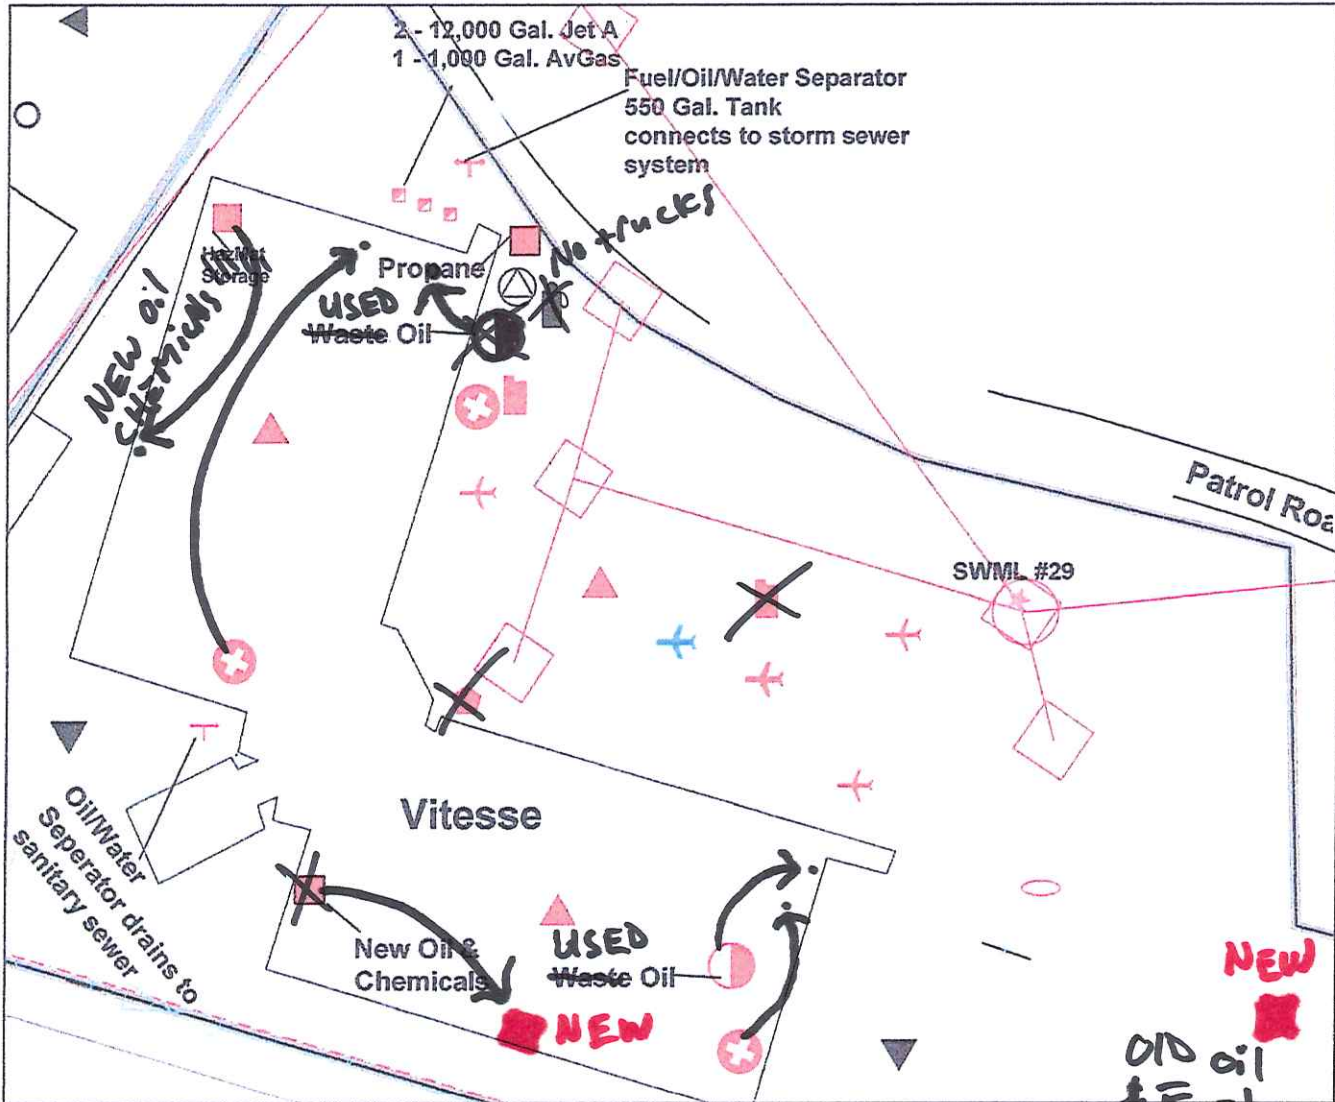 2 - 12,000 Gal. Jet A
1 - 1,000 Gal. AvGas
Fuel/Oil/Water Separator
550 Gal. Tank
connects to storm sewer
system
No trucks
HazMat
Storage
Propane
USED
Waste Oil
NEW Oil
CHEMICALS
Patrol Roa
SWML #29
Vitesse
Oil/Water
Seperator drains to
sanitary sewer
New Oil &
Chemicals
USED
Waste Oil
NEW
NEW
OlD oil